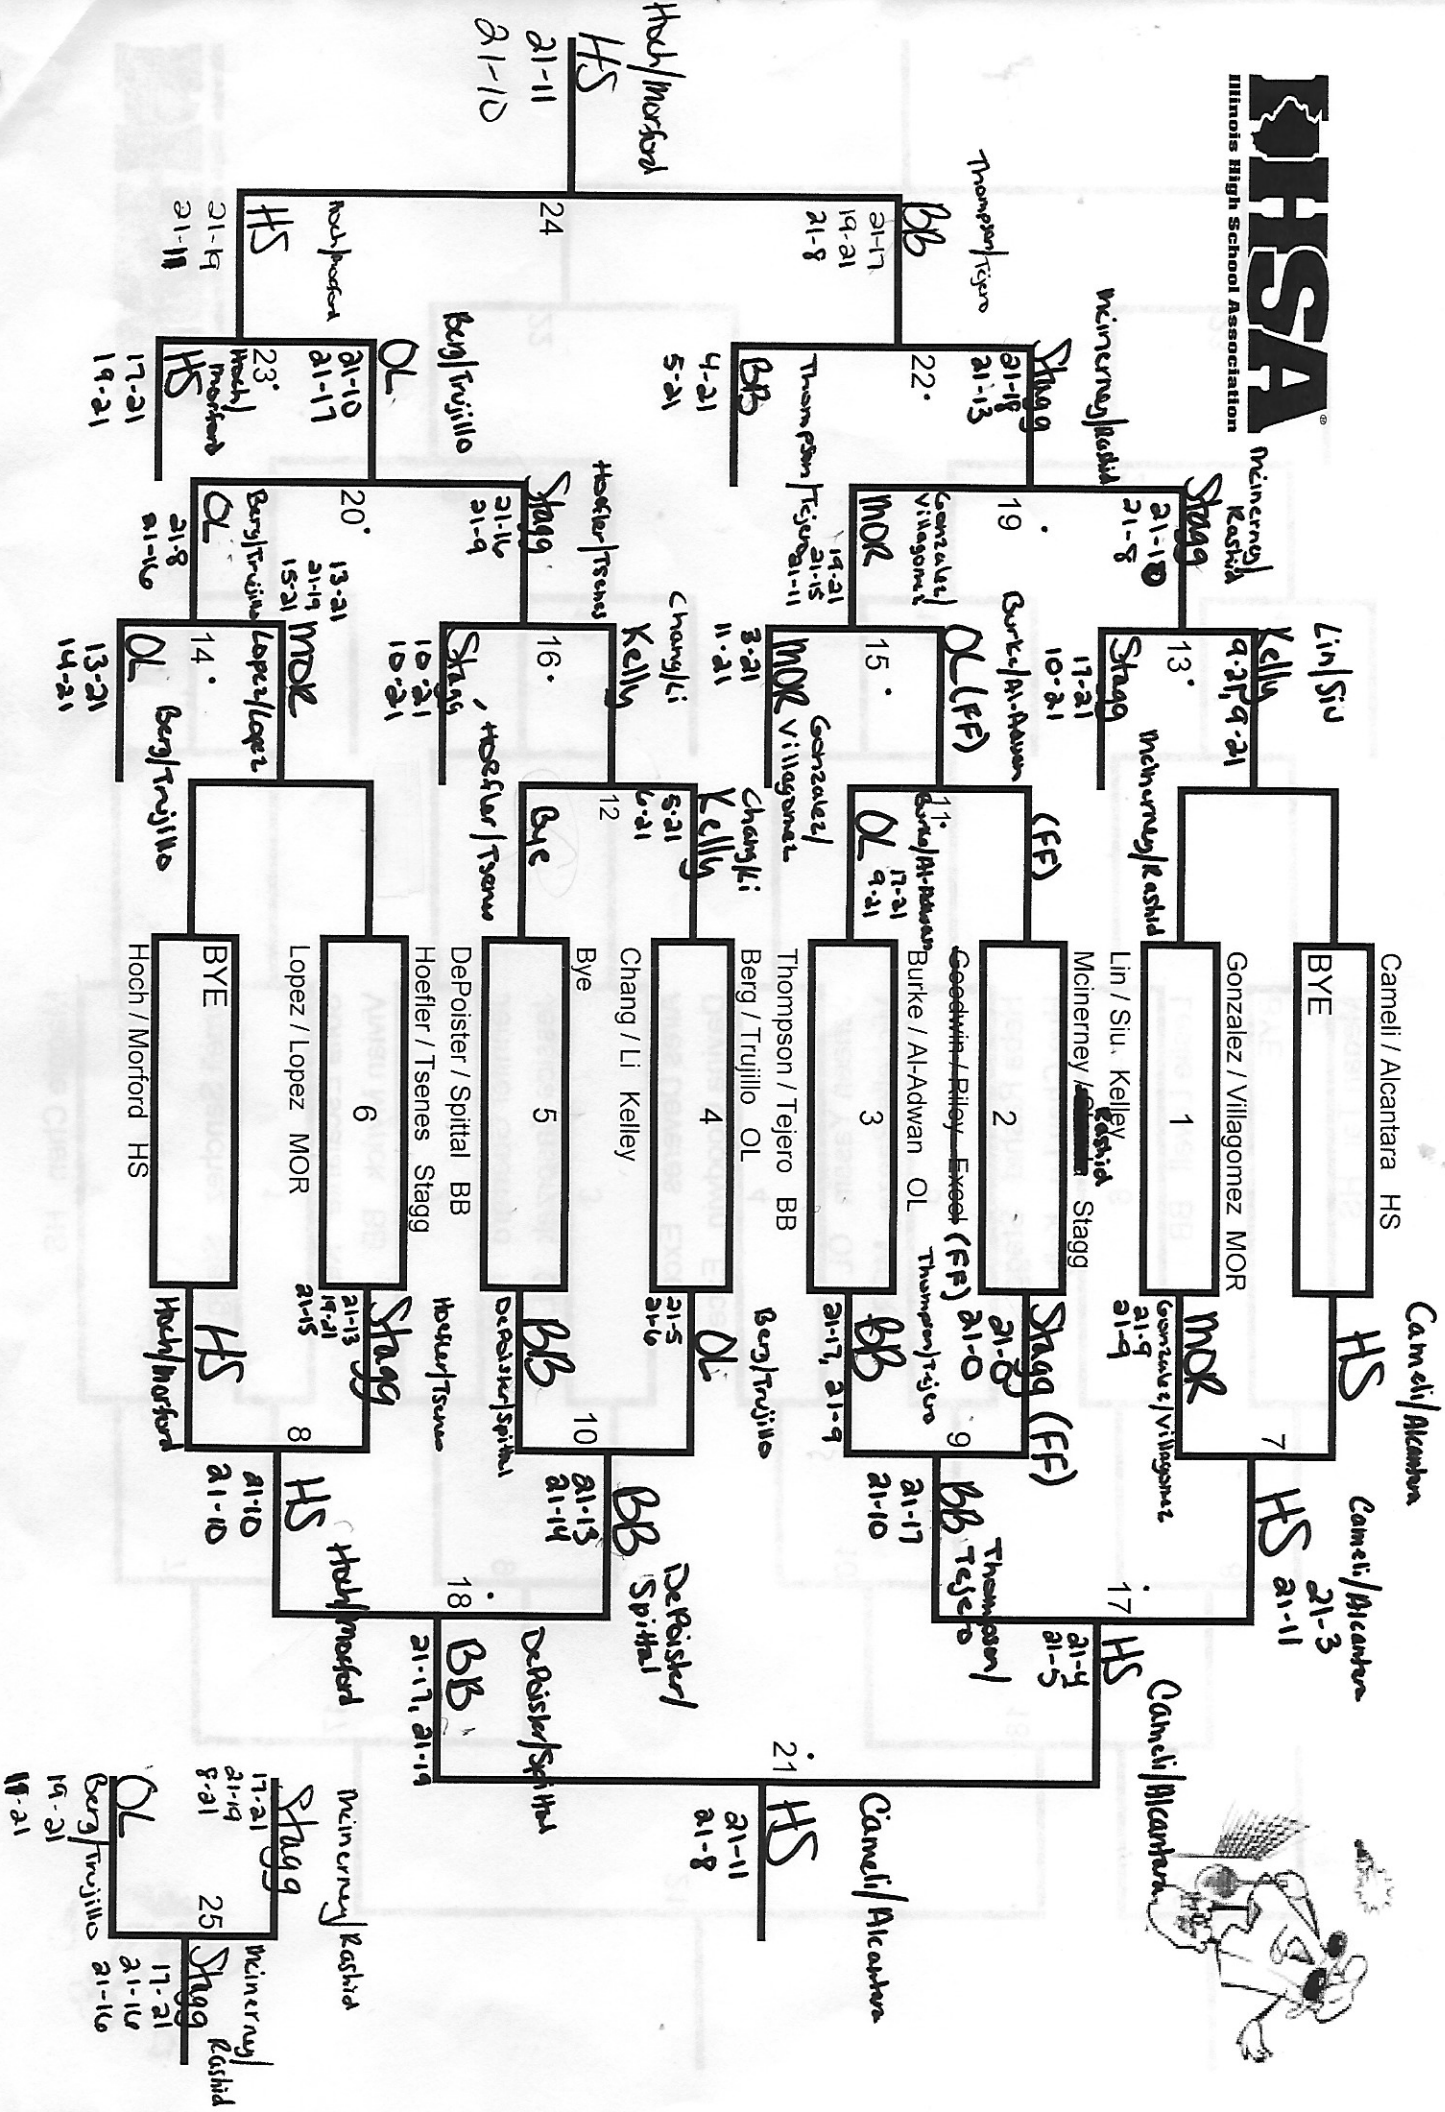 IHSA®
Illinois High School Association
Cameli / Alcantara HS
BYE
Gonzalez / Villagomez MOR
1
Lin / Siu Kelley
Mcinerney / Rashid Stagg
2
Goodwin / Riley Excel (FF)
Burke / Al-Adwan OL
3
Thompson / Tejero BB
Berg / Trujillo OL
4
Chang / Li Kelley
Bye
5
DePoister / Spittal BB
Hoefler / Tsenes Stagg
6
Lopez / Lopez MOR
BYE
Hoch / Morford HS
Cameli/Alcantara
HS
MOR
Gonzalez/Villagomez
21-9
21-9
Stagg (FF)
21-0
21-0
Thompson/Tejero
BB
21-17, 21-9
Berg/Trujillo
OL
21-5
21-6
BB
DePoister/Spittal
Hoefler/Tsenes
Stagg
21-13
19-21
21-15
HS
Hoch/Morford
7
Cameli/Alcantara
HS
21-3
21-11
9
BB
Thompson/
Tejero
21-17
21-10
10
DePoister/
Spittal
BB
21-13
21-14
8
HS
Hoch/Morford
21-10
21-10
17
Cameli/Alcantara
HS
21-4
21-5
18
DePoister/Spittal
BB
21-17, 21-19
21
Cameli/Alcantara
HS
21-11
21-8
Lin/Siu
Kelly
9-21, 9-21
(FF)
11
Burke/Al-Adwan
OL
17-21
9-21
Chang/Li
Kelly
5-21
6-21
12
Bye
MOR
Lopez/Lopez
13-21
21-19
15-21
13
Stagg
Mcinerney/Rashid
17-21
10-21
Burke/Al-Adwan
OL (FF)
15
MOR
Gonzalez/
Villagomez
3-21
11-21
Chang/Li
Kelly
16
Stagg
Hoefler/Tsenes
10-21
10-21
14
OL
Berg/Trujillo
13-21
14-21
Mcinerney/
Rashid
Stagg
21-10
21-8
19
Gonzalez/
Villagomez
MOR
19-21
21-15
21-11
Hoefler/Tsenes
Stagg
21-16
21-9
20
Berg/Trujillo
OL
21-8
21-16
Mcinerney/Rashid
Stagg
21-18
21-13
22
Thompson/Tejero
BB
4-21
5-21
Berg/Trujillo
OL
21-10
21-17
23
Hoch/
Morford
HS
17-21
19-21
Thompson/Tejero
BB
21-17
19-21
21-8
24
Hoch/Morford
HS
21-19
21-11
Hoch/Morford
HS
21-11
21-10
Mcinerney/Rashid
Stagg
17-21
21-19
8-21
25
OL
Berg/Trujillo
19-21
Mcinerney/
Rashid
Stagg
17-21
21-16
21-16